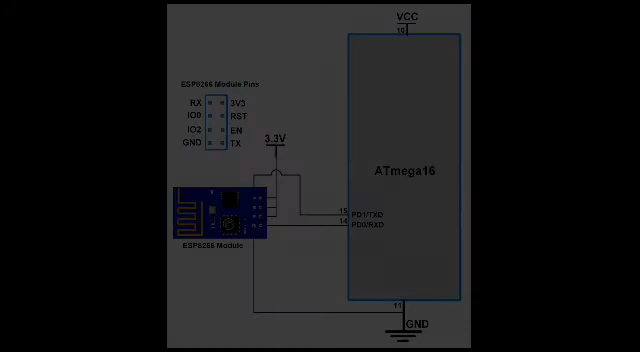 VCC
10
ESP8266 Module Pins
RX 3V3
IO0 RST
IO2 EN
GND TX
3.3V
ATmega16
15 PD1/TXD
14 PD0/RXD
ESP8266 Module
11
GND